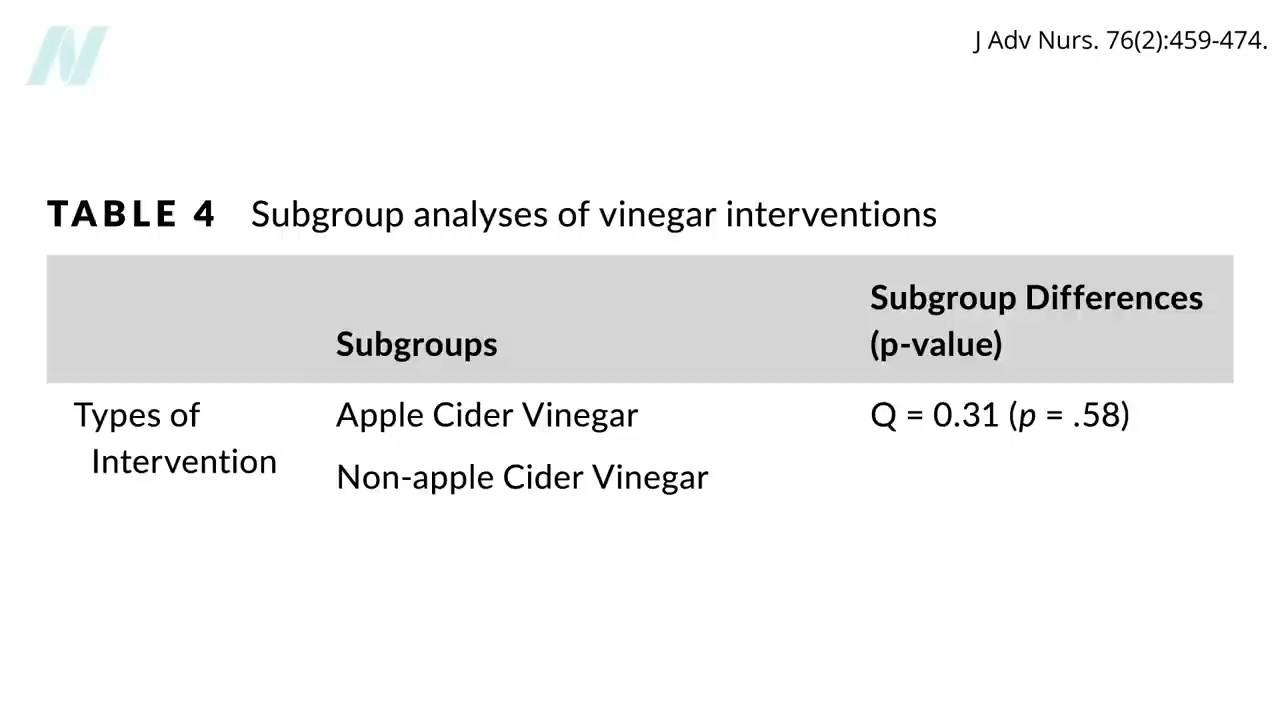 J Adv Nurs. 76(2):459-474.
TABLE 4 Subgroup analyses of vinegar interventions
Subgroup Differences
Subgroups (p-value)
Types of Apple Cider Vinegar Q = 0.31 (p = .58)
Intervention
Non-apple Cider Vinegar